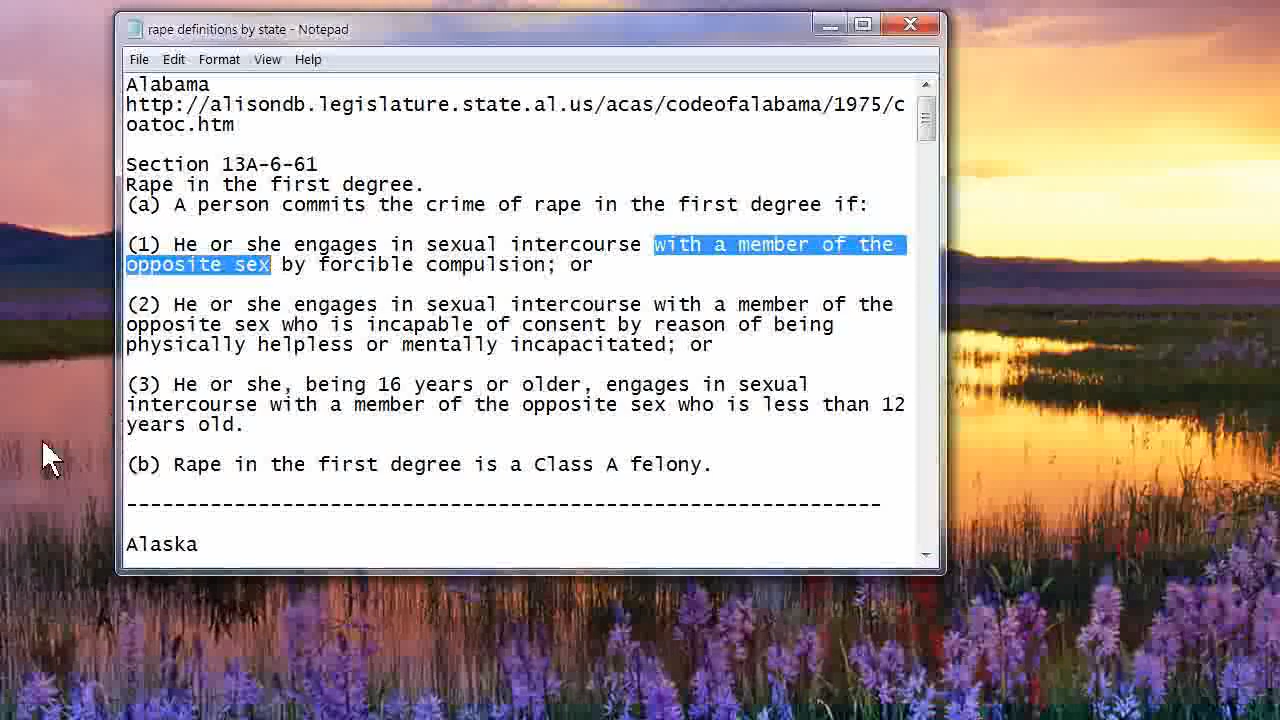 rape definitions by state - Notepad
File Edit Format View Help
Alabama
http://alisondb.legislature.state.al.us/acas/codeofalabama/1975/c
oatoc.htm
Section 13A-6-61
Rape in the first degree.
(a) A person commits the crime of rape in the first degree if:
(1) He or she engages in sexual intercourse with a member of the
opposite sex by forcible compulsion; or
(2) He or she engages in sexual intercourse with a member of the
opposite sex who is incapable of consent by reason of being
physically helpless or mentally incapacitated; or
(3) He or she, being 16 years or older, engages in sexual
intercourse with a member of the opposite sex who is less than 12
years old.
(b) Rape in the first degree is a Class A felony.
---------------------------------------------------------------
Alaska